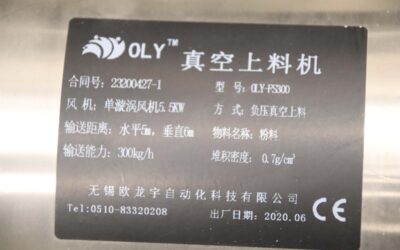 OLY™ 真空上料机
合同号: 23200427-1 型 号: OLY-FS300
风 机: 单漩涡风机5.5KW 方 式: 负压真空上料
输送距离: 水平5m, 垂直6m 物料名称: 粉料
输送能力: 300kg/h 堆积密度: 0.7g/cm³
无锡欧龙宇自动化科技有限公司
Tel:0510-83320208 出厂日期: 2020.06 CE